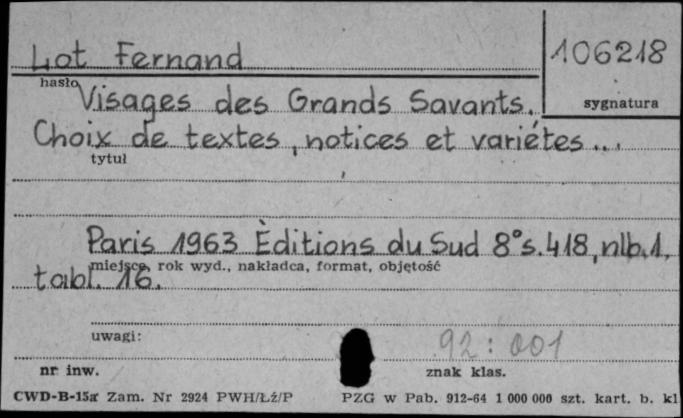 Lot Fernand
106218
hasło
sygnatura
Visages des Grands Savants.
Choix de textes, notices et variétes...
tytuł
Paris 1963 Èditions du Sud 8° s. 418, nlb. 1,
miejsce, rok wyd., nakładca, format, objętość
tabl. 16.
uwagi:
92:001
nr inw.
znak klas.
CWD-B-15a Zam. Nr 2924 PWH/Łź/P PZG w Pab. 912-64 1 000 000 szt. kart. b. kl